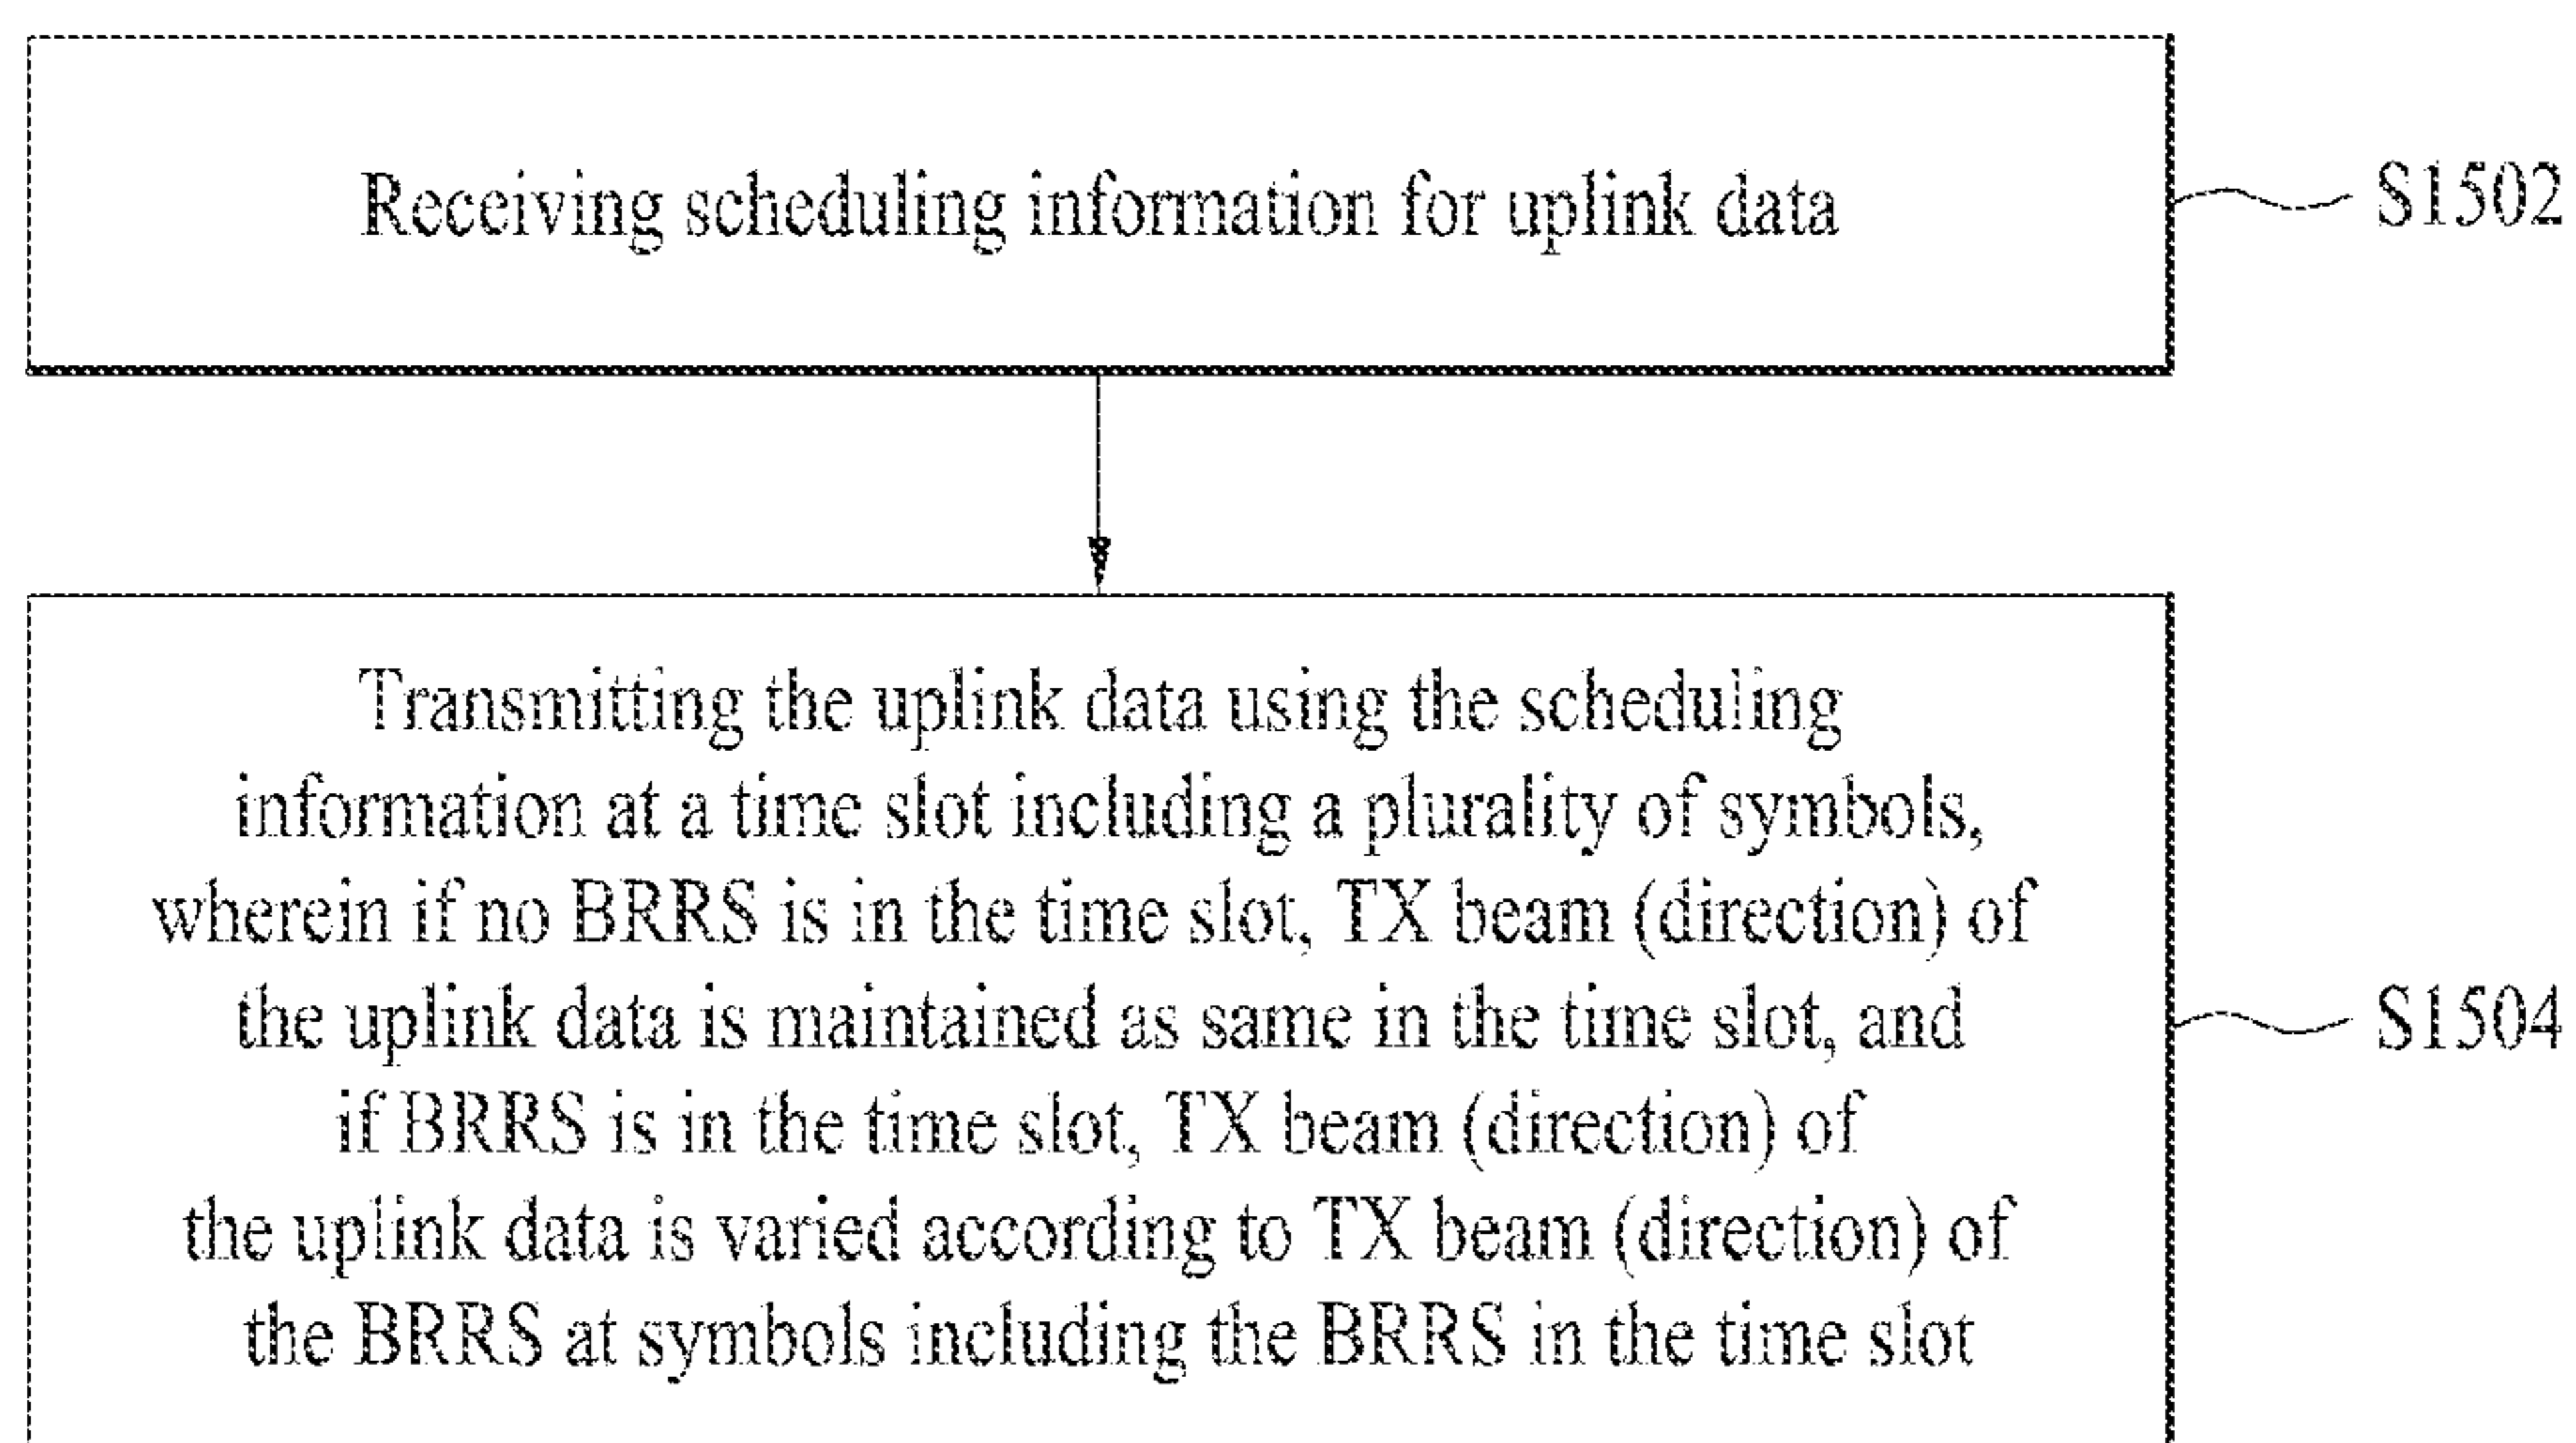 Receiving scheduling information for uplink data
S1502
Transmitting the uplink data using the scheduling
information at a time slot including a plurality of symbols,
wherein if no BRRS is in the time slot, TX beam (direction) of
the uplink data is maintained as same in the time slot, and
if BRRS is in the time slot, TX beam (direction) of
the uplink data is varied according to TX beam (direction) of
the BRRS at symbols including the BRRS in the time slot
S1504